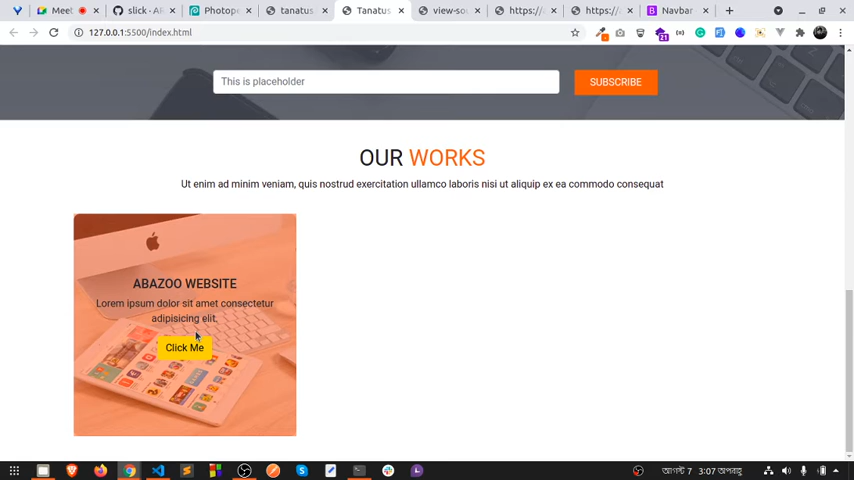 Meet
slick · A
Photope
tanatus
Tanatus
view-so
https://
https://
Navbar
127.0.0.1:5500/index.html
21
This is placeholder
SUBSCRIBE
OUR WORKS
Ut enim ad minim veniam, quis nostrud exercitation ullamco laboris nisi ut aliquip ex ea commodo consequat
ABAZOO WEBSITE
Lorem ipsum dolor sit amet consectetur
adipisicing elit.
Click Me
আগস্ট 7 3:07 অপরাহ্ণ